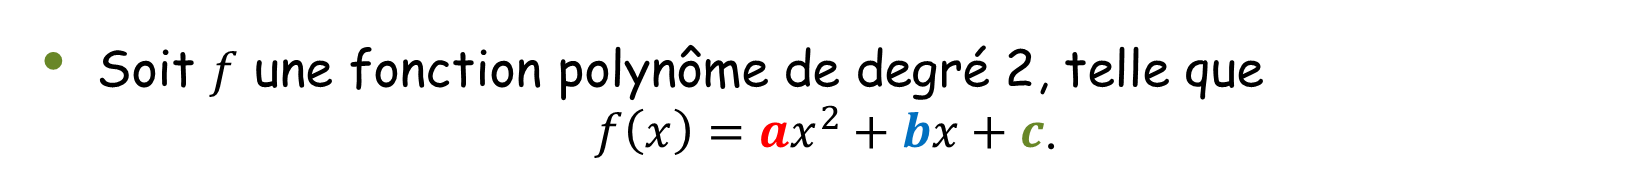 • Soit f une fonction polynôme de degré 2, telle que
f(x) = ax² + bx + c.